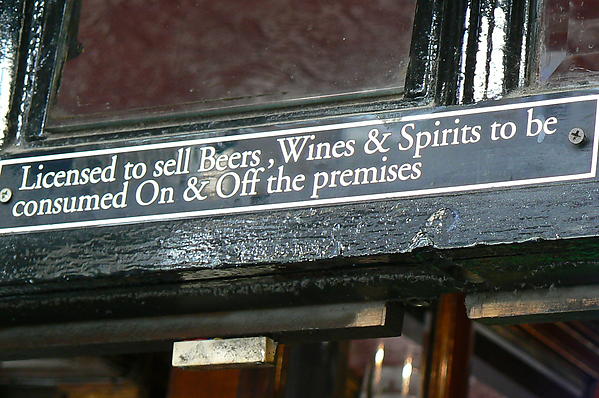 Licensed to sell Beers , Wines & Spirits to be
consumed On & Off the premises